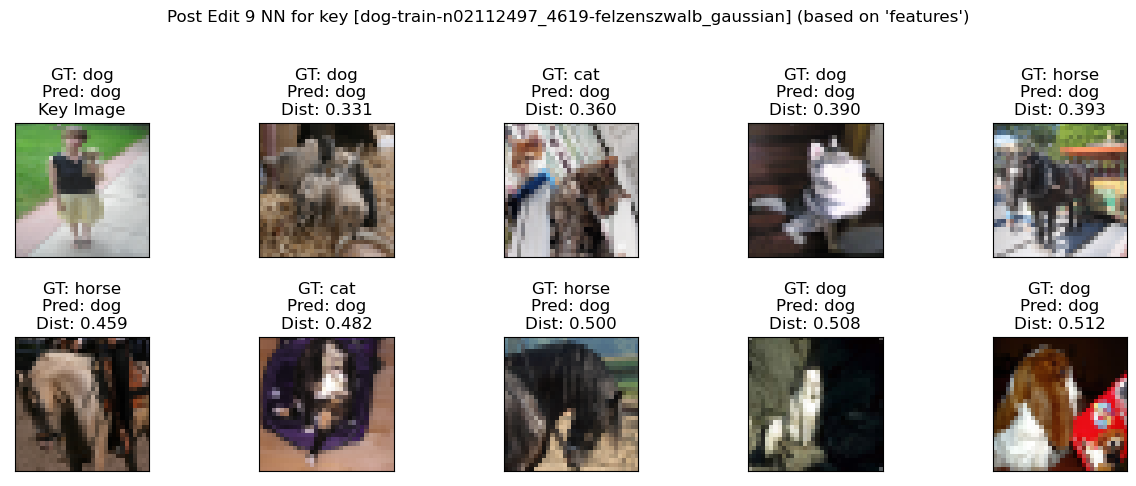 Post Edit 9 NN for key [dog-train-n02112497_4619-felzenszwalb_gaussian] (based on 'features')
GT: dog
Pred: dog
Key Image
GT: dog
Pred: dog
Dist: 0.331
GT: cat
Pred: dog
Dist: 0.360
GT: dog
Pred: dog
Dist: 0.390
GT: horse
Pred: dog
Dist: 0.393
GT: horse
Pred: dog
Dist: 0.459
GT: cat
Pred: dog
Dist: 0.482
GT: horse
Pred: dog
Dist: 0.500
GT: dog
Pred: dog
Dist: 0.508
GT: dog
Pred: dog
Dist: 0.512